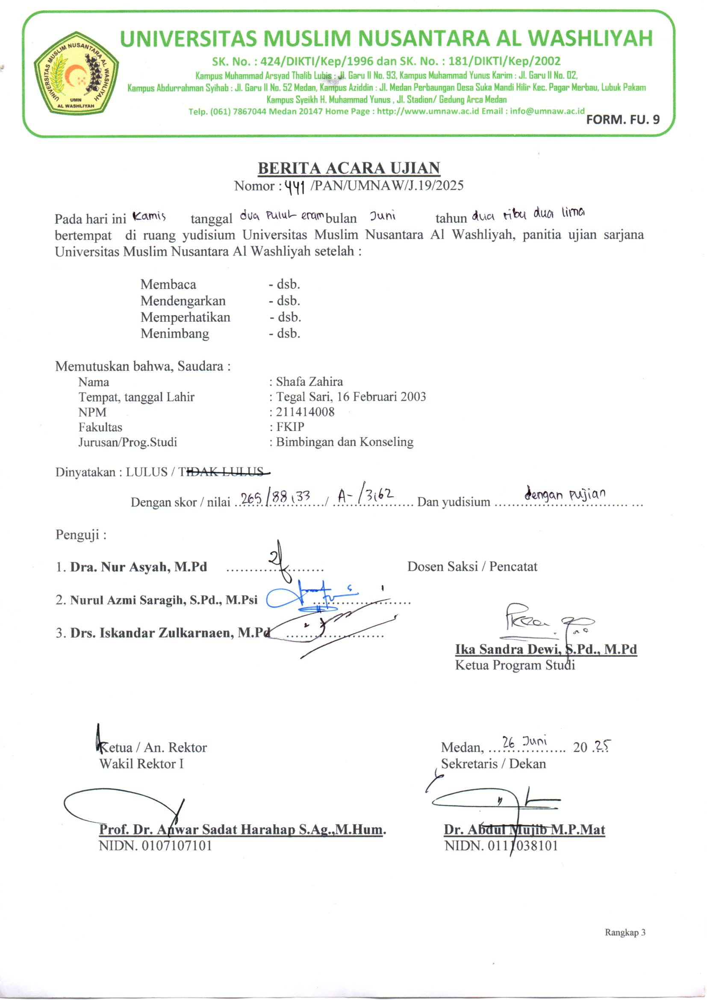 UNIVERSITAS MUSLIM NUSANTARA AL WASHLIYAH
UMN
AL WASHLIYAH
UNIVERSITAS MUSLIM NUSANTARA AL WASHLIYAH
SK. No. : 424/DIKTI/Kep/1996 dan SK. No. : 181/DIKTI/Kep/2002
Kampus Muhammad Arsyad Thalib Lubis : Jl. Garu II No. 93, Kampus Muhammad Yunus Karim : Jl. Garu II No. 02,
Kampus Abdurrahman Syihab : Jl. Garu II No. 52 Medan, Kampus Aziddin : Jl. Medan Perbaungan Desa Suka Mandi Hilir Kec. Pagar Merbau, Lubuk Pakam
Kampus Syeikh H. Muhammad Yunus , Jl. Stadion/ Gedung Arca Medan
Telp. (061) 7867044 Medan 20147 Home Page : http://www.umnaw.ac.id Email : info@umnaw.ac.id
FORM. FU. 9
BERITA ACARA UJIAN
Nomor : 441 /PAN/UMNAW/J.19/2025
Pada hari ini Kamis tanggal dua puluh enam bulan Juni tahun dua ribu dua lima
bertempat di ruang yudisium Universitas Muslim Nusantara Al Washliyah, panitia ujian sarjana
Universitas Muslim Nusantara Al Washliyah setelah :
Membaca - dsb.
Mendengarkan - dsb.
Memperhatikan - dsb.
Menimbang - dsb.
Memutuskan bahwa, Saudara :
Nama : Shafa Zahira
Tempat, tanggal Lahir : Tegal Sari, 16 Februari 2003
NPM : 211414008
Fakultas : FKIP
Jurusan/Prog.Studi : Bimbingan dan Konseling
Dinyatakan : LULUS / TIDAK LULUS
Dengan skor / nilai 265/88,33 / A-/3,62 Dan yudisium dengan pujian
Penguji :
1. Dra. Nur Asyah, M.Pd .................... Dosen Saksi / Pencatat
2. Nurul Azmi Saragih, S.Pd., M.Psi ....................
3. Drs. Iskandar Zulkarnaen, M.Pd ....................
Ika Sandra Dewi, S.Pd., M.Pd
Ketua Program Studi
Ketua / An. Rektor
Wakil Rektor I
Medan, 26 Juni 20 25
Sekretaris / Dekan
Prof. Dr. Anwar Sadat Harahap S.Ag.,M.Hum.
NIDN. 0107107101
Dr. Abdul Mujib M.P.Mat
NIDN. 0111038101
Rangkap 3